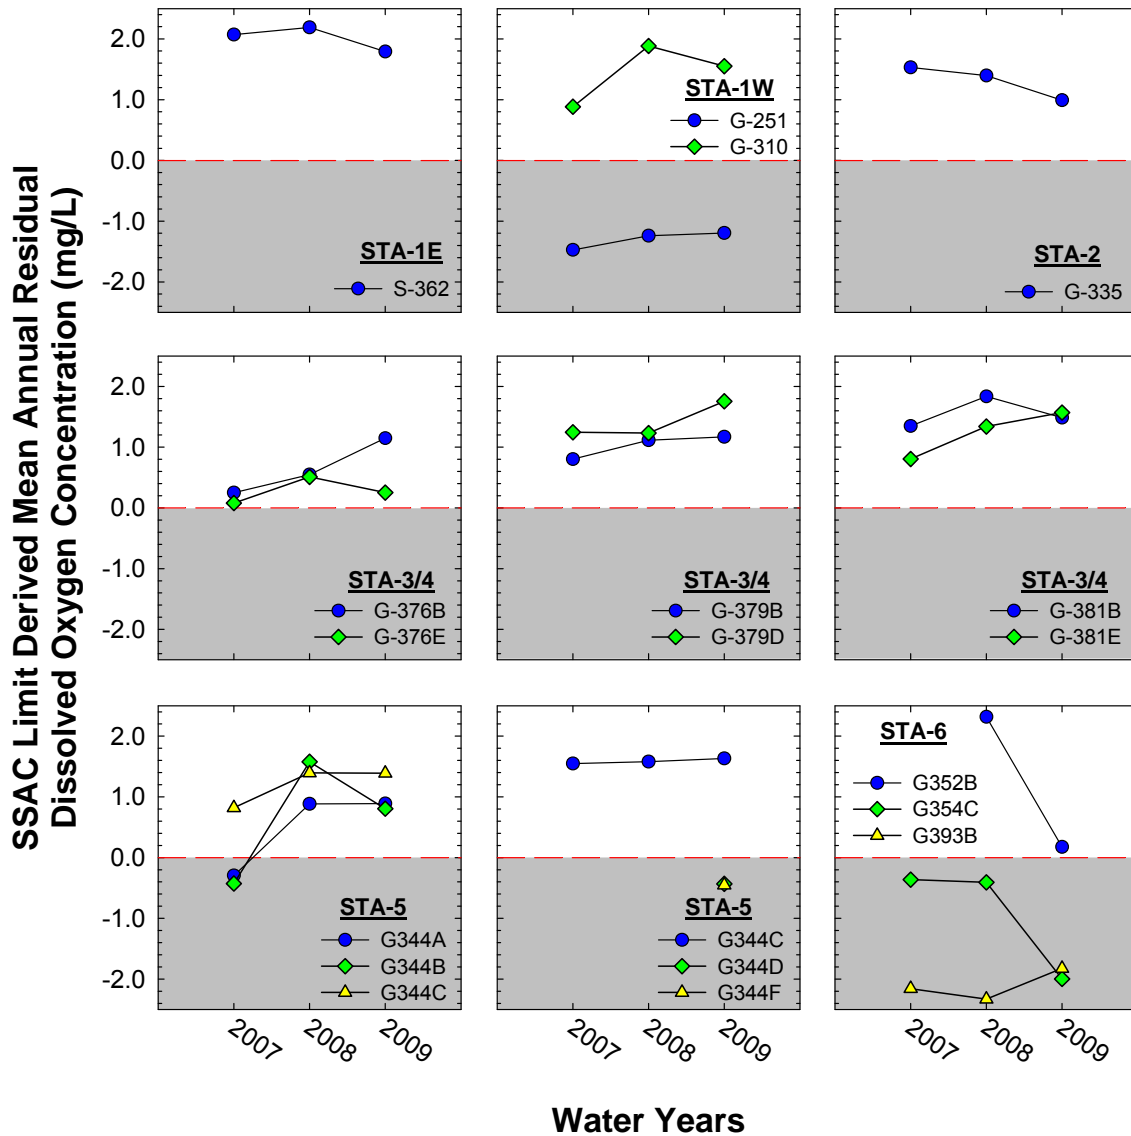 SSAC Limit Derived Mean Annual Residual
Dissolved Oxygen Concentration (mg/L)
2.0
1.0
0.0
-1.0
-2.0
STA-1E
S-362
STA-1W
G-251
G-310
STA-2
G-335
2.0
1.0
0.0
-1.0
-2.0
STA-3/4
G-376B
G-376E
STA-3/4
G-379B
G-379D
STA-3/4
G-381B
G-381E
2.0
1.0
0.0
-1.0
-2.0
STA-5
G344A
G344B
G344C
STA-5
G344C
G344D
G344F
STA-6
G352B
G354C
G393B
2007 2008 2009
2007 2008 2009
2007 2008 2009
Water Years